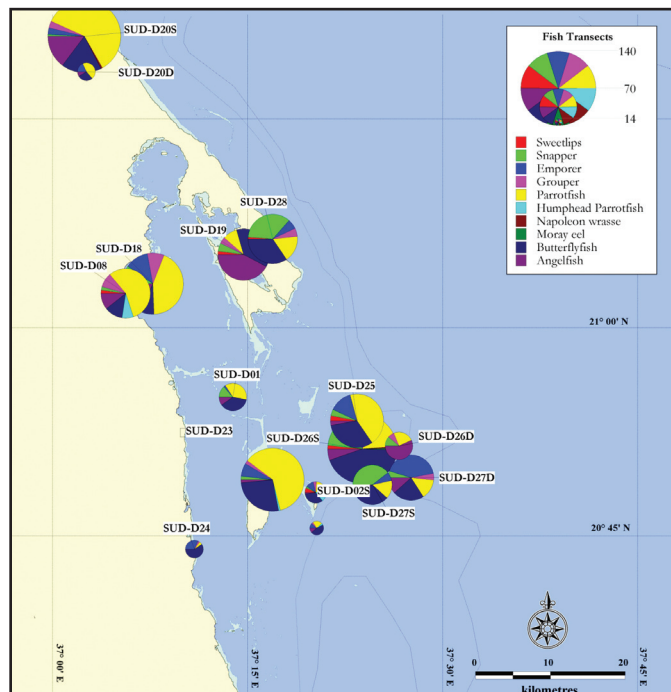 SUD-D20S
SUD-D20D
Fish Transects
140
70
14
Sweetlips
Snapper
Emporer
Grouper
Parrotfish
Humphead Parrotfish
Napoleon wrasse
Moray eel
Butterflyfish
Angelfish
SUD-D28
SUD-D19
SUD-D18
SUD-D08
21° 00' N
SUD-D01
SUD-D25
SUD-D23
SUD-D26S
SUD-D26D
SUD-D27D
SUD-D02S
SUD-D27S
SUD-D24
20° 45' N
37° 00' E
37° 15' E
37° 30' E
37° 45' E
0 10 20
kilometres